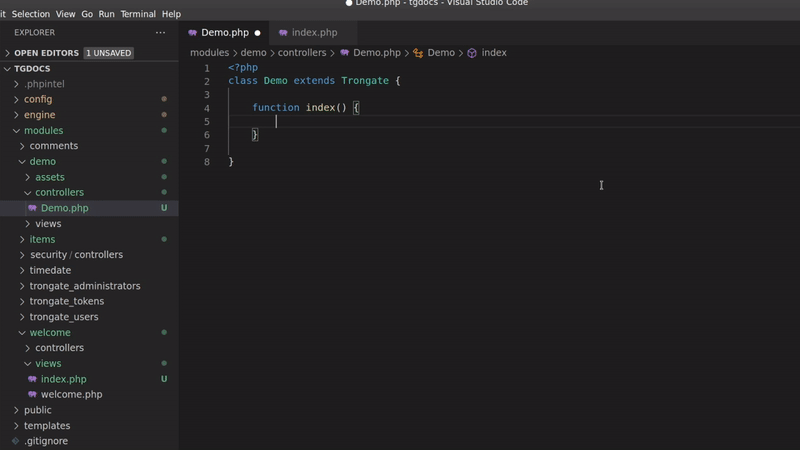 Demo.php - tgdocs - Visual Studio Code
it Selection View Go Run Terminal Help
EXPLORER ···
OPEN EDITORS 1 UNSAVED
TGDOCS
.phpintel
config
engine
modules
comments
demo
assets
controllers
Demo.php U
views
items
security / controllers
timedate
trongate_administrators
trongate_tokens
trongate_users
welcome
controllers
views
index.php U
welcome.php
public
templates
.gitignore
Demo.php index.php
modules > demo > controllers > Demo.php > Demo > index
1 <?php
2 class Demo extends Trongate {
3
4 function index() {
5
6 }
7
8 }